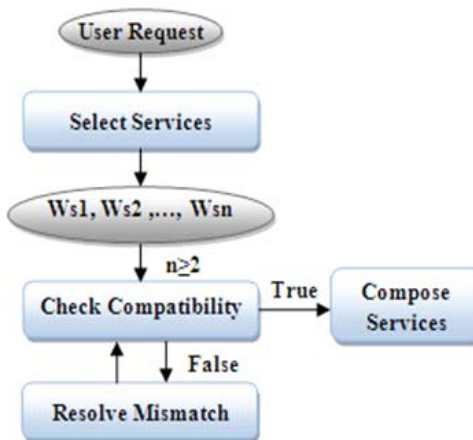 User Request
Select Services
Ws1, Ws2 ,..., Wsn
n≥2
Check Compatibility
True
Compose
Services
False
Resolve Mismatch